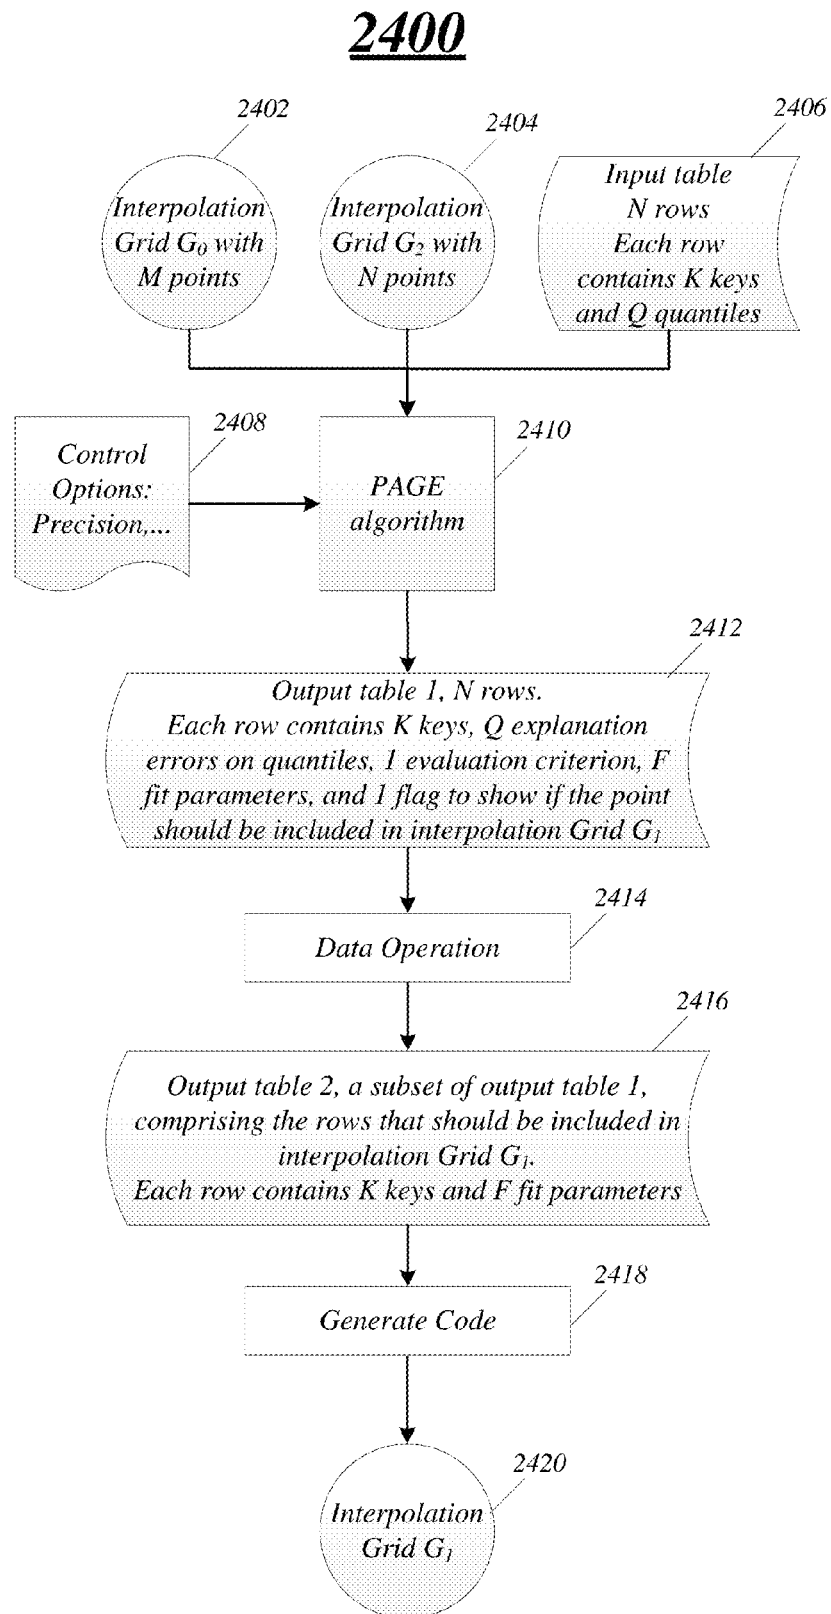 2400
2402
2404
2406
Interpolation
Grid G₀ with
M points
Interpolation
Grid G₂ with
N points
Input table
N rows
Each row
contains K keys
and Q quantiles
2408
2410
Control
Options:
Precision,...
PAGE
algorithm
2412
Output table 1, N rows.
Each row contains K keys, Q explanation
errors on quantiles, 1 evaluation criterion, F
fit parameters, and 1 flag to show if the point
should be included in interpolation Grid G₁
2414
Data Operation
2416
Output table 2, a subset of output table 1,
comprising the rows that should be included in
interpolation Grid G₁.
Each row contains K keys and F fit parameters
2418
Generate Code
2420
Interpolation
Grid G₁